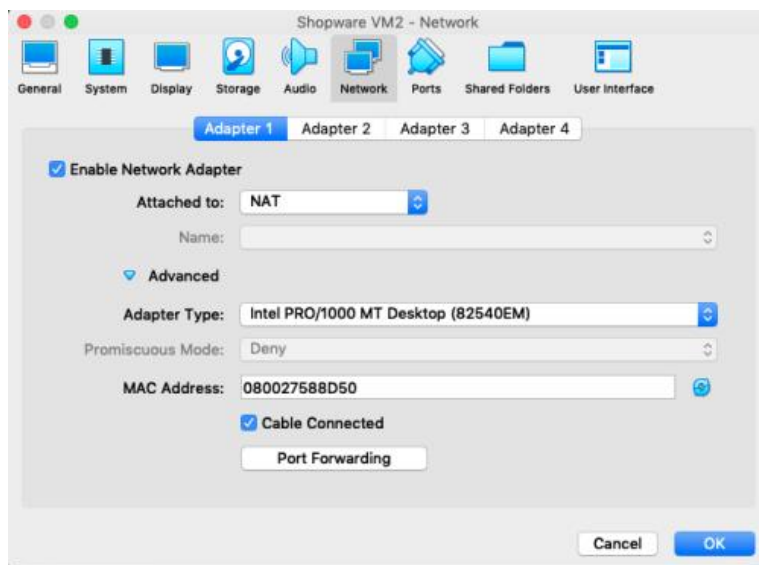 Shopware VM2 - Network
General System Display Storage Audio Network Ports Shared Folders User Interface
Adapter 1 Adapter 2 Adapter 3 Adapter 4
Enable Network Adapter
Attached to: NAT
Name:
Advanced
Adapter Type: Intel PRO/1000 MT Desktop (82540EM)
Promiscuous Mode: Deny
MAC Address: 080027588D50
Cable Connected
Port Forwarding
Cancel OK